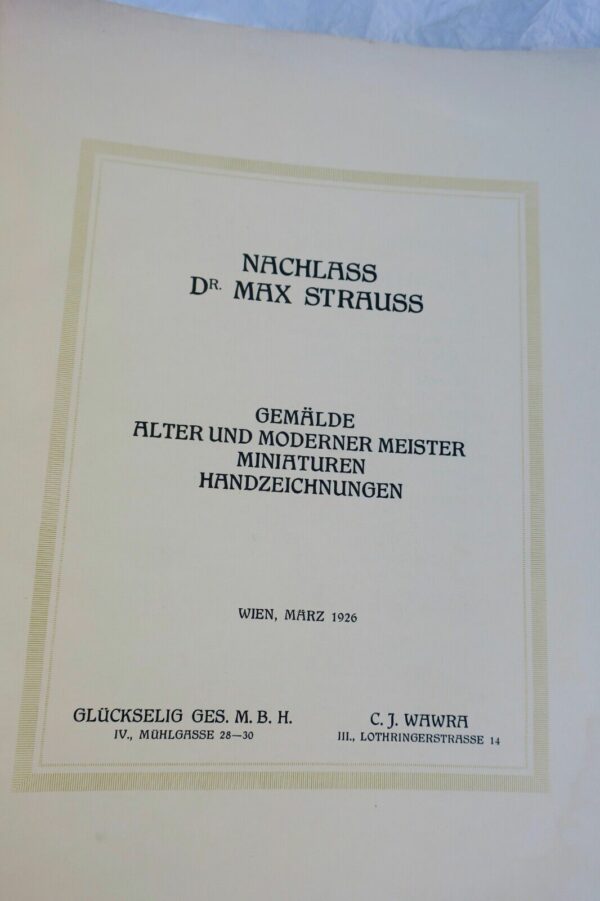 NACHLASS
DR. MAX STRAUSS
GEMÄLDE
ALTER UND MODERNER MEISTER
MINIATUREN
HANDZEICHNUNGEN
WIEN, MÄRZ 1926
GLÜCKSELIG GES. M. B. H.
IV., MÜHLGASSE 28—30
C. J. WAWRA
III., LOTHRINGERSTRASSE 14